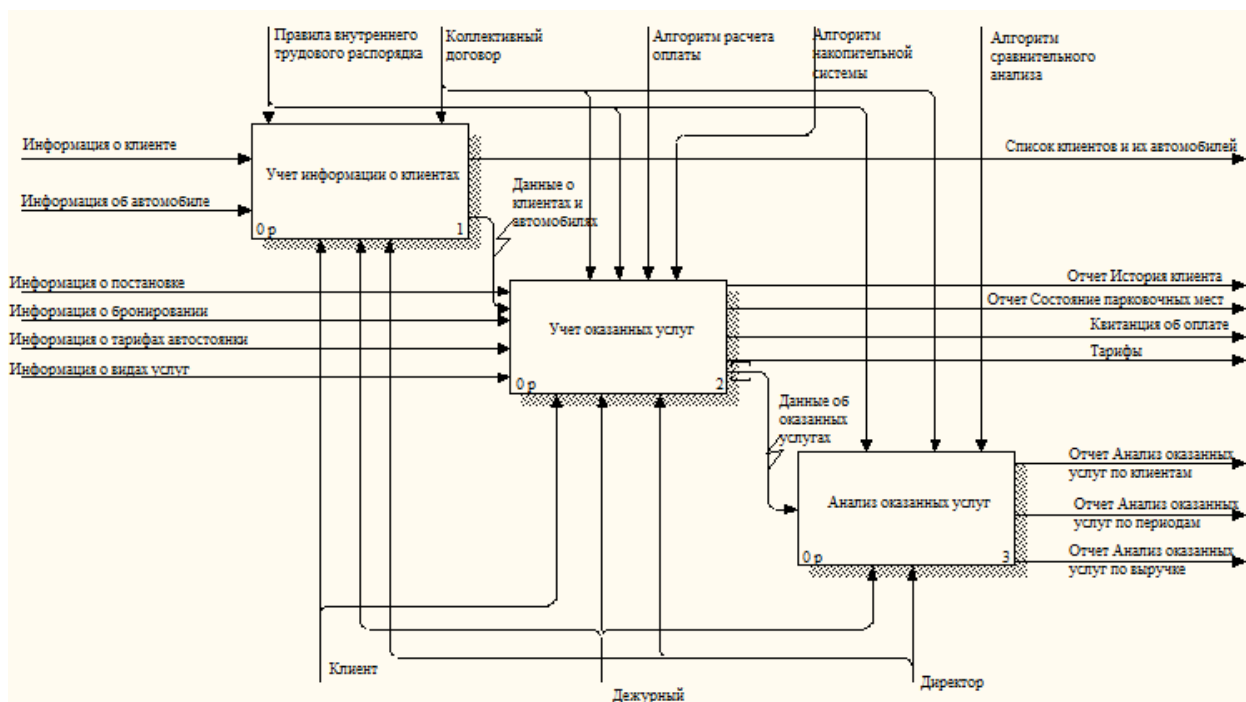 Правила внутреннего
трудового распорядка
Коллективный
договор
Алгоритм расчета
оплаты
Алгоритм
накопительной
системы
Алгоритм
сравнительного
анализа
Информация о клиенте
Информация об автомобиле
Учет информации о клиентах
0 р
1
Список клиентов и их автомобилей
Данные о
клиентах и
автомобилях
Информация о постановке
Информация о бронировании
Информация о тарифах автостоянки
Информация о видах услуг
Учет оказанных услуг
0 р
2
Отчет История клиента
Отчет Состояние парковочных мест
Квитанция об оплате
Тарифы
Данные об
оказанных
услугах
Анализ оказанных услуг
0 р
3
Отчет Анализ оказанных
услуг по клиентам
Отчет Анализ оказанных
услуг по периодам
Отчет Анализ оказанных
услуг по выручке
Клиент
Дежурный
Директор